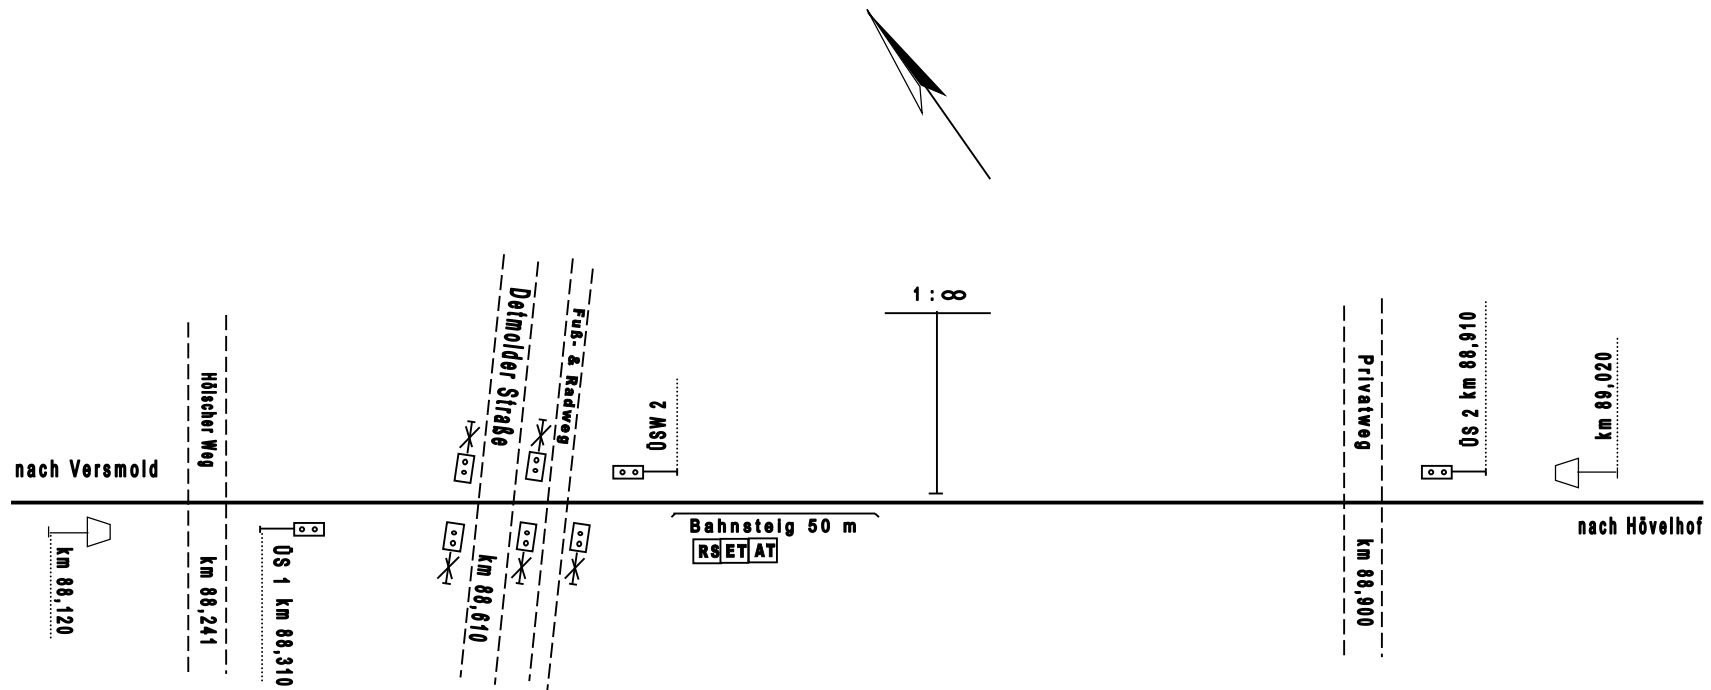 1 : ∞
nach Versmold
Hölscher Weg
km 88,241
km 88,120
ÖS 1 km 88,310
Detmolder Straße
km 88,610
Fuß- & Radweg
ÖSW 2
Bahnsteig 50 m
RS ET AT
Privatweg
km 88,900
ÖS 2 km 88,910
km 89,020
nach Hövelhof